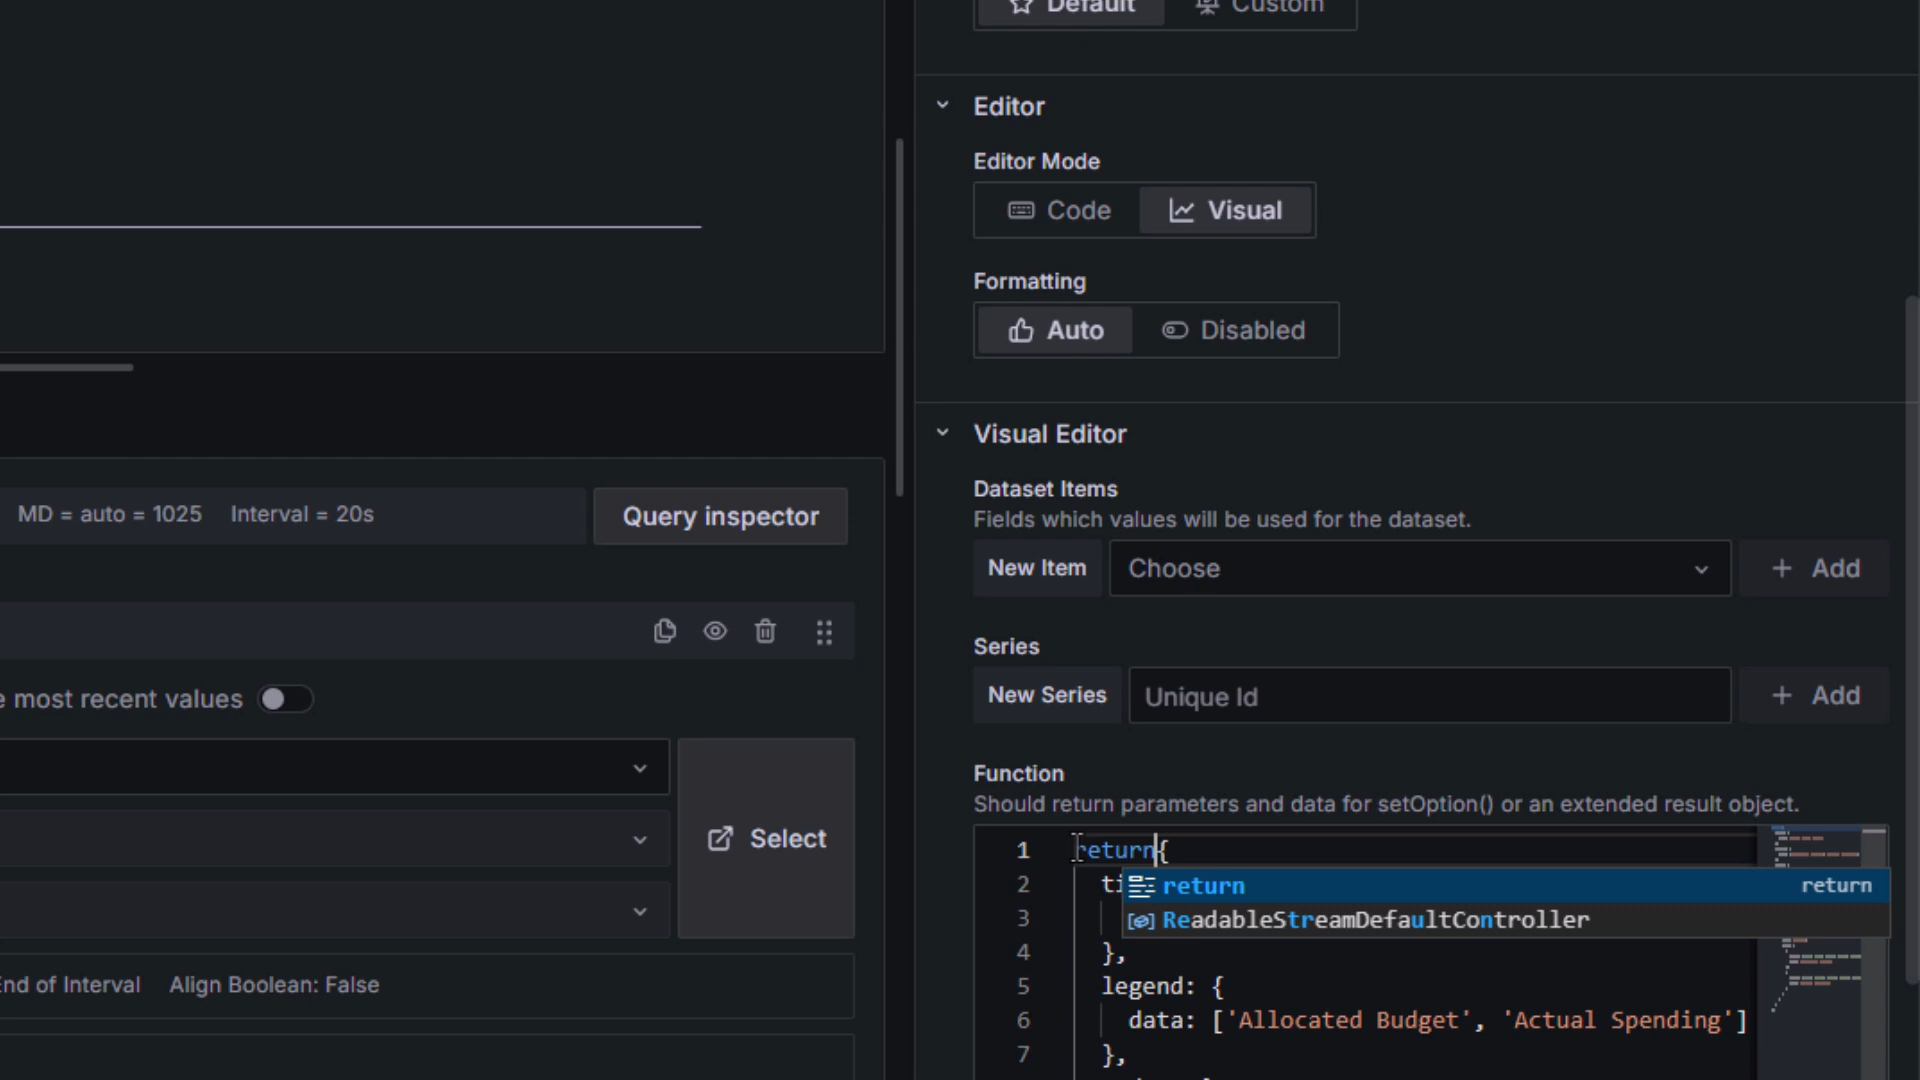 Default Custom
Editor
Editor Mode
Code Visual
Formatting
Auto Disabled
Visual Editor
Dataset Items
Fields which values will be used for the dataset.
New Item Choose + Add
Series
New Series Unique Id + Add
Function
Should return parameters and data for setOption() or an extended result object.
1 return{
2 ti
return return
ReadableStreamDefaultController
3
4 },
5 legend: {
6 data: ['Allocated Budget', 'Actual Spending']
7 },
MD = auto = 1025 Interval = 20s Query inspector
e most recent values
Select
End of Interval Align Boolean: False